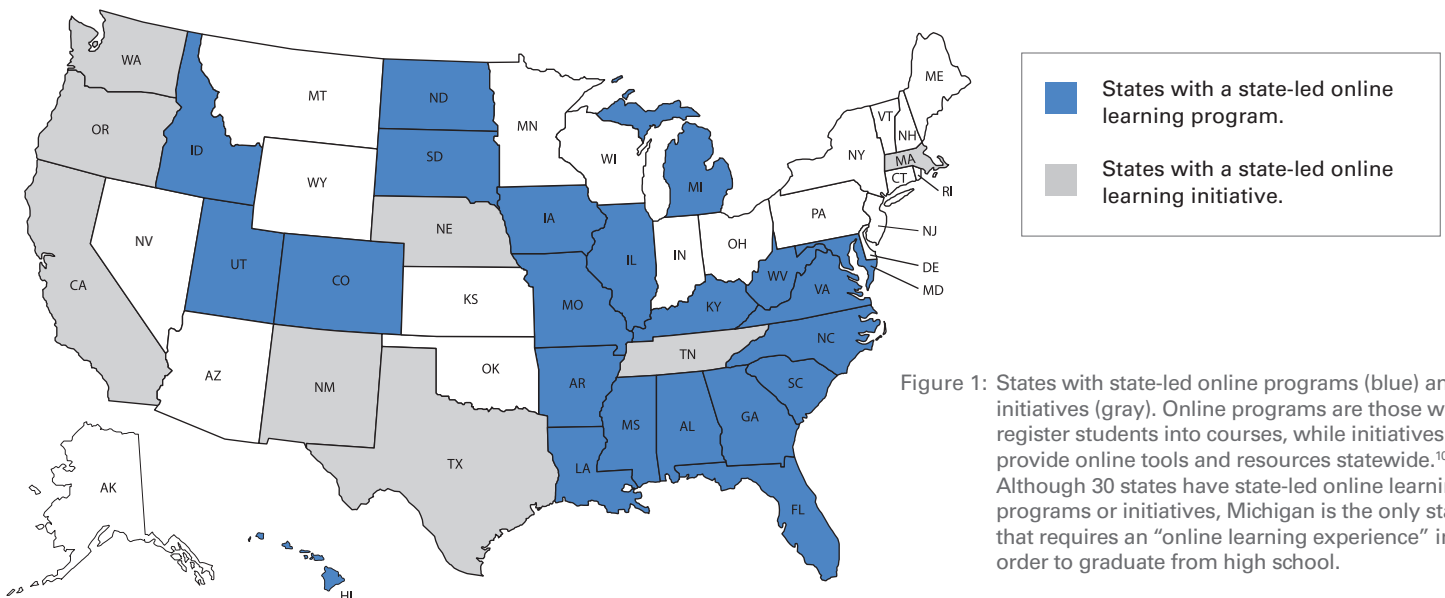 WA
MT
ND
MN
ME
OR
ID
SD
WI
VT
NH
NY
MA
CT
RI
WY
MI
IA
NE
PA
NJ
NV
OH
IL
IN
DE
UT
CO
WV
MD
CA
KS
MO
KY
VA
NC
TN
AZ
NM
OK
AR
SC
MS
AL
GA
TX
LA
AK
FL
HI
States with a state-led online
learning program.
States with a state-led online
learning initiative.
Figure 1: States with state-led online programs (blue) an
initiatives (gray). Online programs are those w
register students into courses, while initiatives
provide online tools and resources statewide.10
Although 30 states have state-led online learnin
programs or initiatives, Michigan is the only sta
that requires an “online learning experience” in
order to graduate from high school.